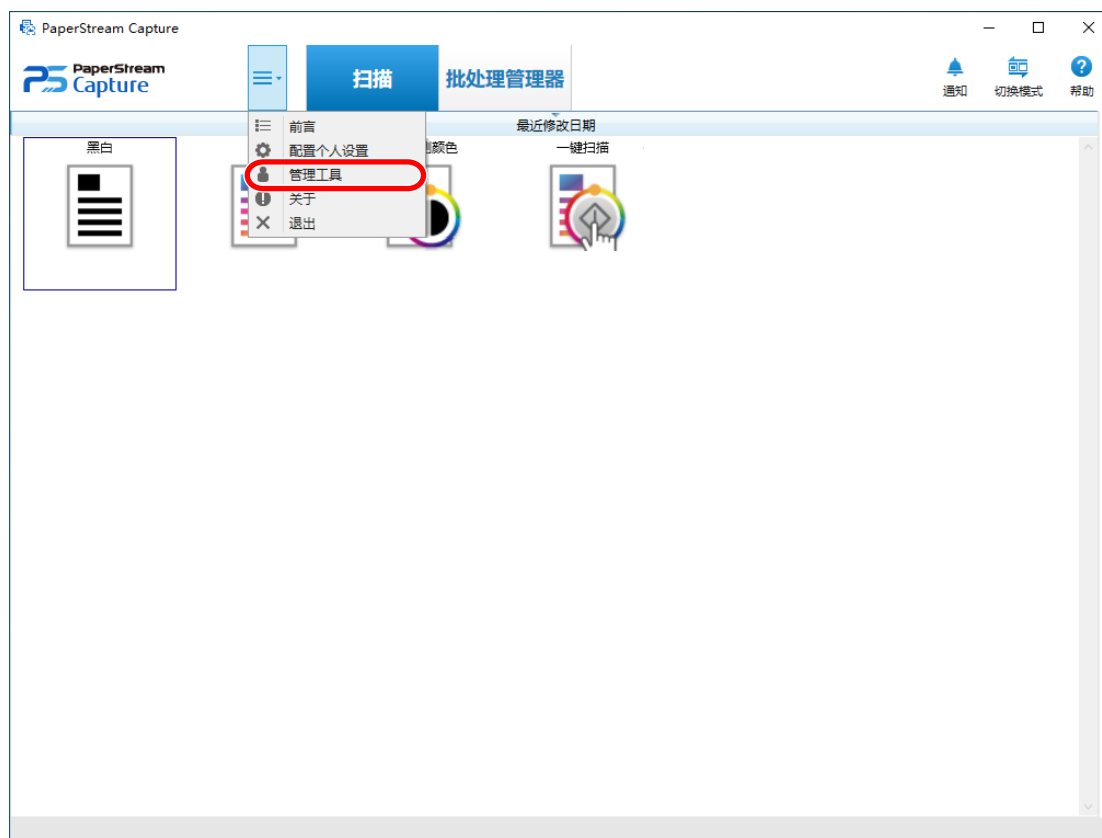 PaperStream Capture
PaperStream
Capture
扫描
批处理管理器
通知
切换模式
帮助
最近修改日期
前言
配置个人设置
管理工具
关于
退出
黑白
颜色
一键扫描